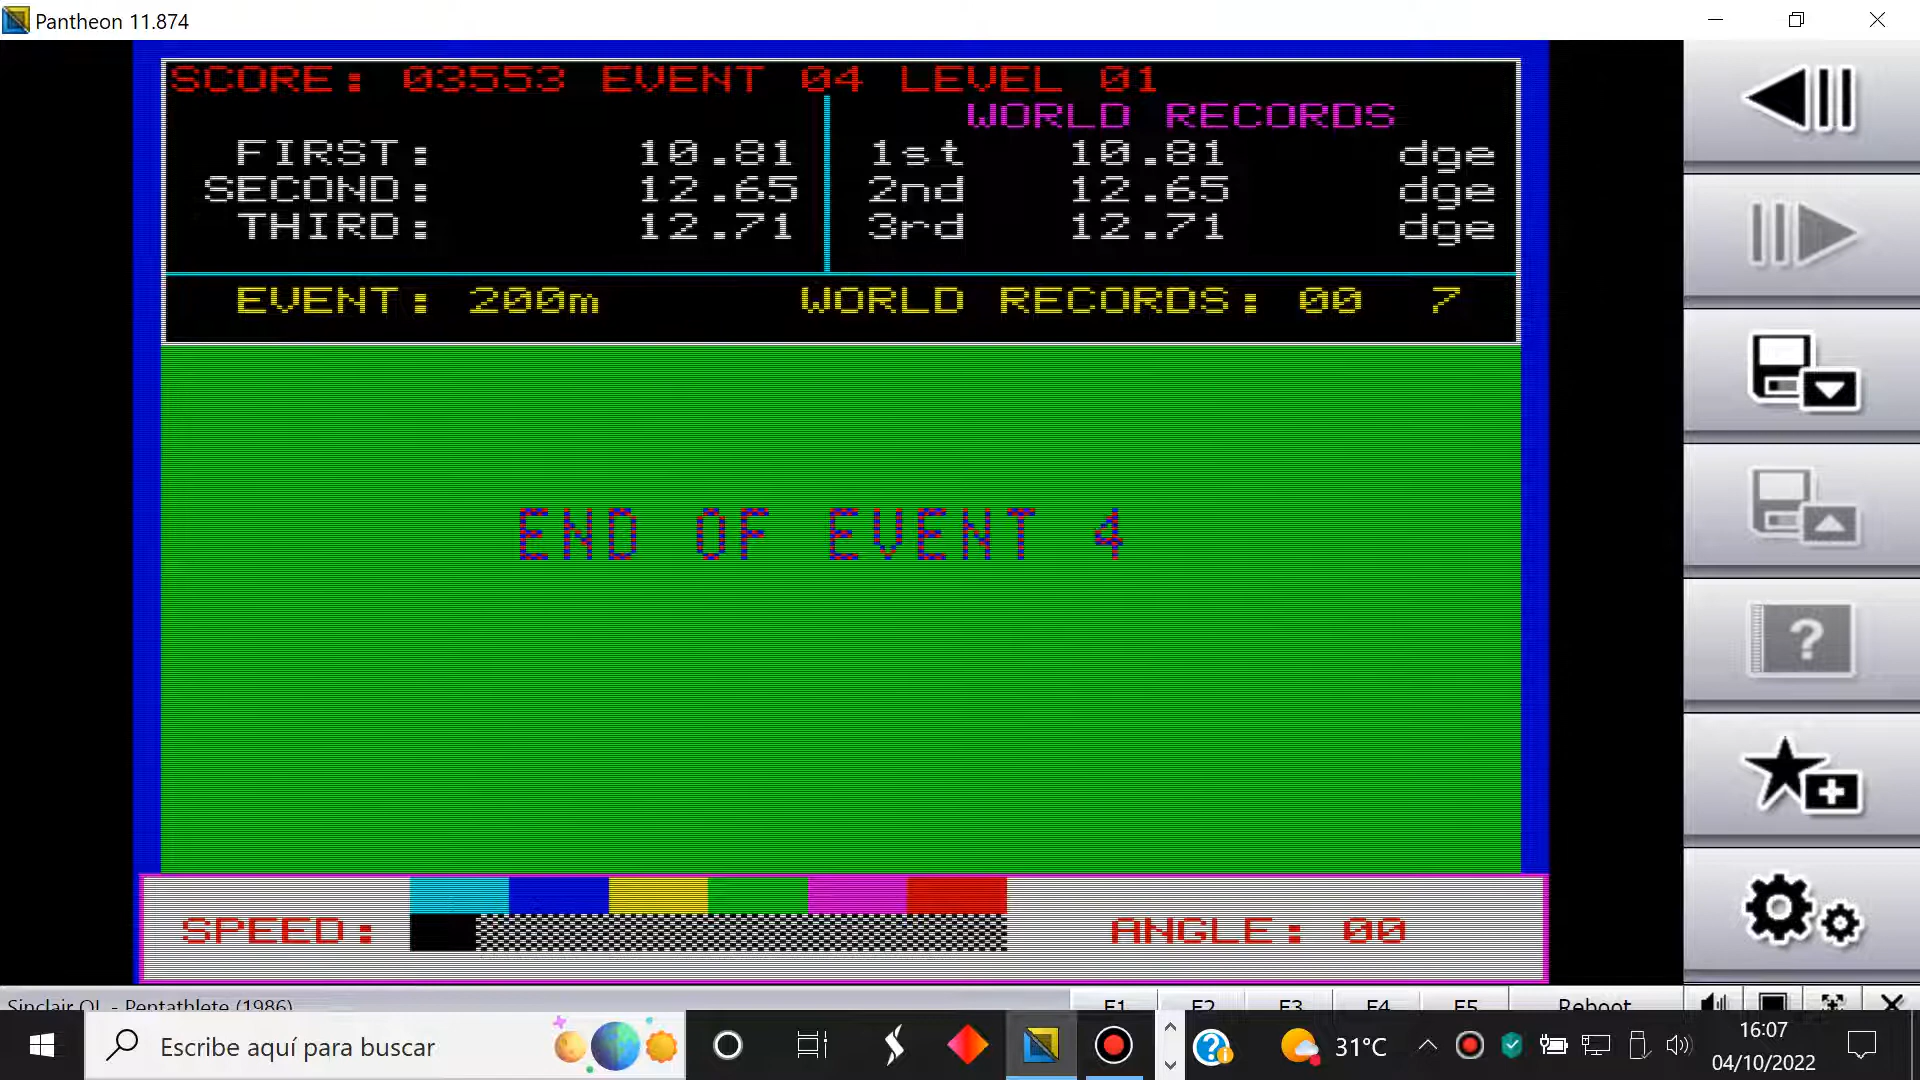 Pantheon 11.874
SCORE: 03553 EVENT 04 LEVEL 01
WORLD RECORDS
FIRST: 10.81 1st 10.81 dge
SECOND: 12.65 2nd 12.65 dge
THIRD: 12.71 3rd 12.71 dge
EVENT: 200m WORLD RECORDS: 00 7
END OF EVENT 4
SPEED: ANGLE: 00
Sinclair QL - Pentathlete (1986) F1 F2 F3 F4 F5 Reboot
Escribe aquí para buscar
31°C
16:07
04/10/2022